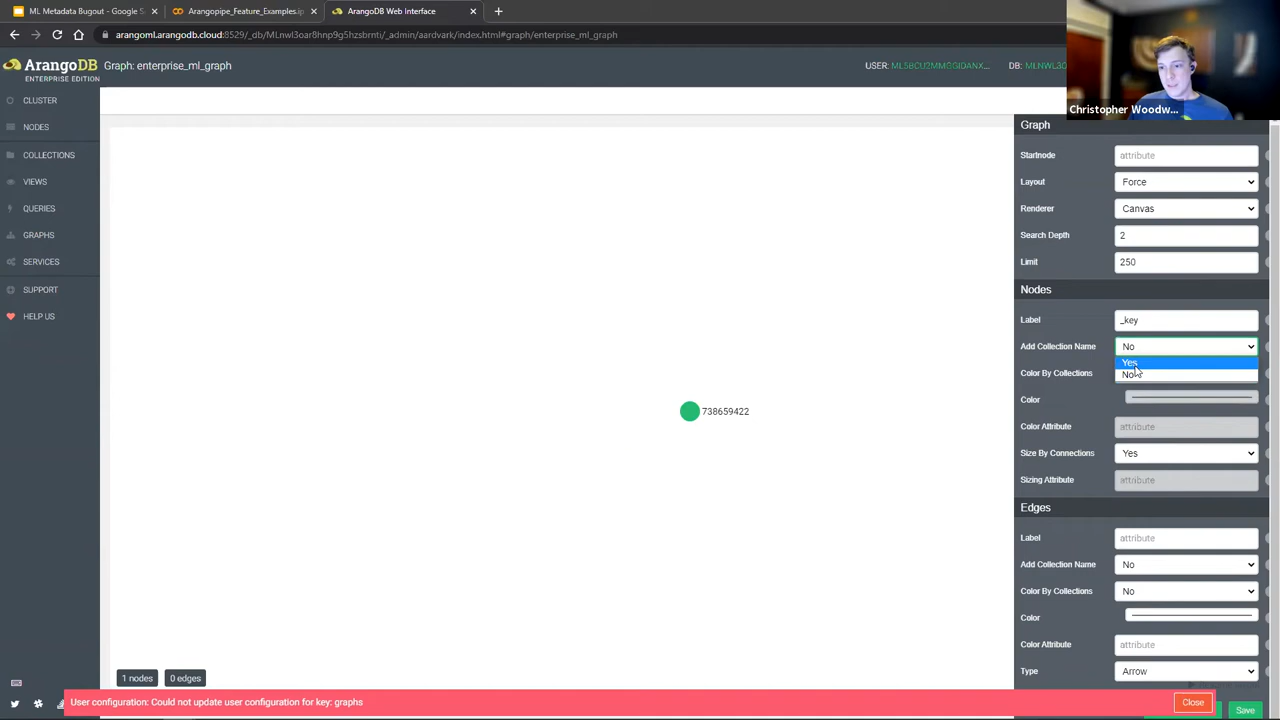 ML Metadata Bugout - Google S
Arangopipe_Feature_Examples.ip
ArangoDB Web Interface
arangoml.arangodb.cloud:8529/_db/MLnwl3oar8hnp9g5hzsbrnti/_admin/aardvark/index.html#graph/enterprise_ml_graph
ArangoDB
ENTERPRISE EDITION
Graph: enterprise_ml_graph
USER:
DB:
Christopher Woodw...
CLUSTER
NODES
COLLECTIONS
VIEWS
QUERIES
GRAPHS
SERVICES
SUPPORT
HELP US
738659422
1 nodes
0 edges
Graph
Startnode
attribute
Layout
Force
Renderer
Canvas
Search Depth
2
Limit
250
Nodes
Label
_key
Add Collection Name
No
Yes
No
Color By Collections
Color
Color Attribute
attribute
Size By Connections
Yes
Sizing Attribute
attribute
Edges
Label
attribute
Add Collection Name
No
Color By Collections
No
Color
Color Attribute
attribute
Type
Arrow
User configuration: Could not update user configuration for key: graphs
Close
Save